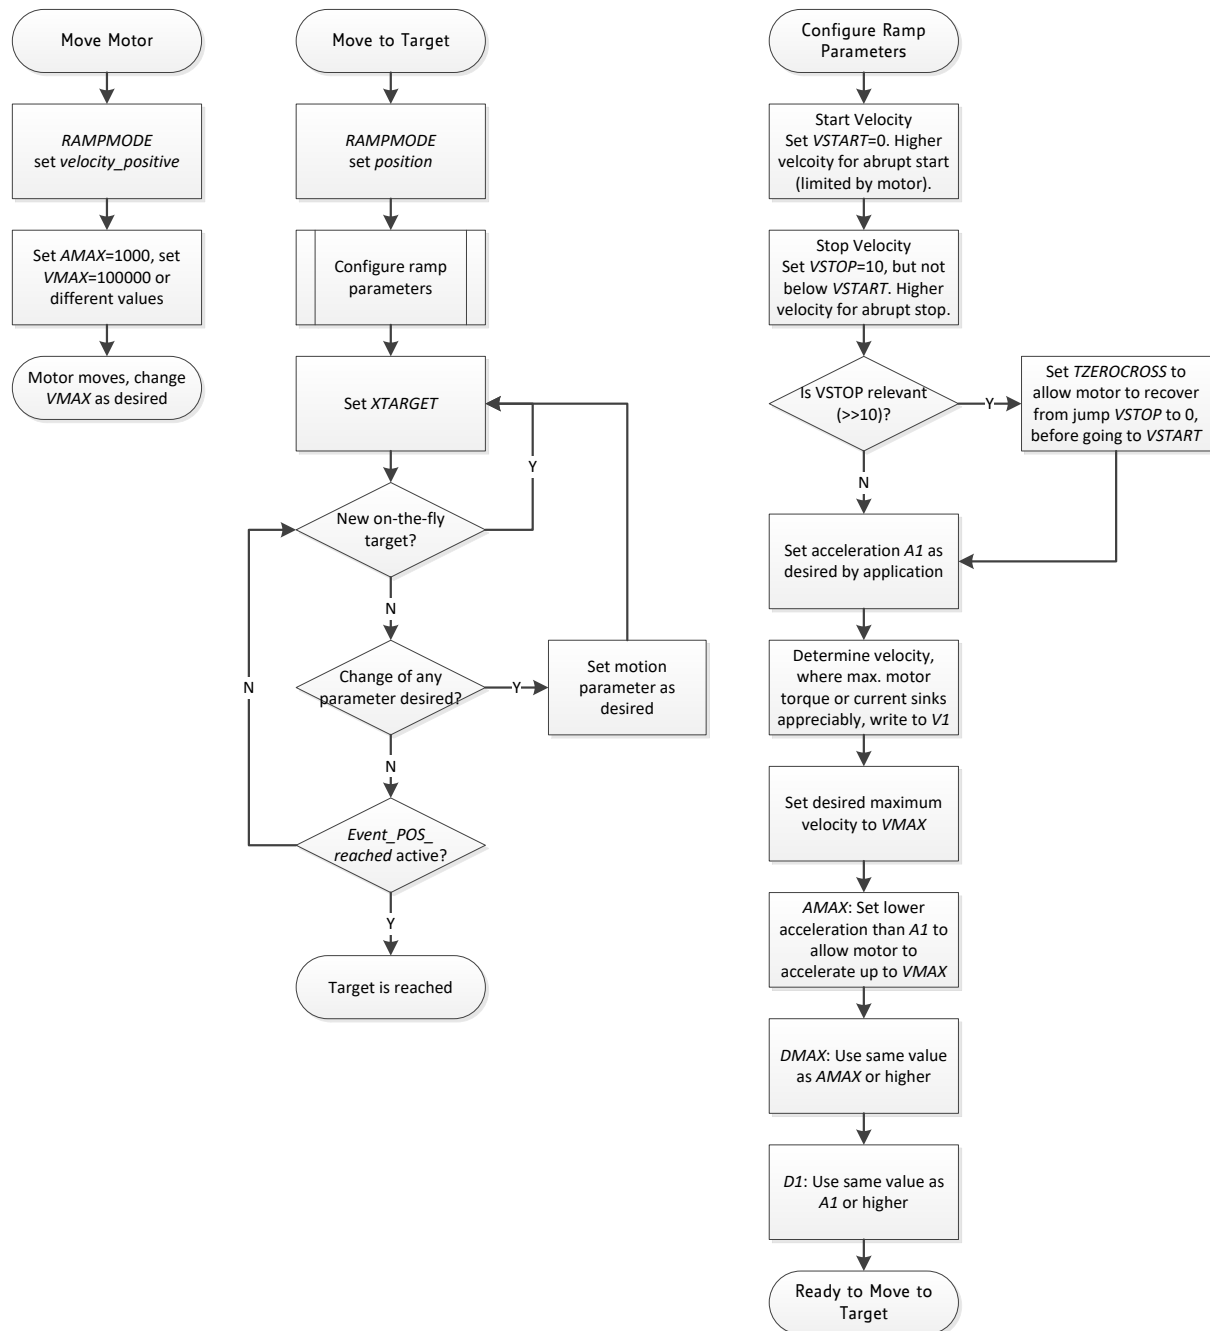 Move Motor
RAMPMODE
set velocity_positive
Set AMAX=1000, set
VMAX=100000 or
different values
Motor moves, change
VMAX as desired
Move to Target
RAMPMODE
set position
Configure ramp
parameters
Set XTARGET
Y
New on-the-fly
target?
N
N
Change of any
parameter desired?
Y
Set motion
parameter as
desired
N
Event_POS_
reached active?
Y
Target is reached
Configure Ramp
Parameters
Start Velocity
Set VSTART=0. Higher
velcoity for abrupt start
(limited by motor).
Stop Velocity
Set VSTOP=10, but not
below VSTART. Higher
velocity for abrupt stop.
Is VSTOP relevant
(>>10)?
Y
Set TZEROCROSS to
allow motor to recover
from jump VSTOP to 0,
before going to VSTART
N
Set acceleration A1 as
desired by application
Determine velocity,
where max. motor
torque or current sinks
appreciably, write to V1
Set desired maximum
velocity to VMAX
AMAX: Set lower
acceleration than A1 to
allow motor to
accelerate up to VMAX
DMAX: Use same value
as AMAX or higher
D1: Use same value as
A1 or higher
Ready to Move to
Target